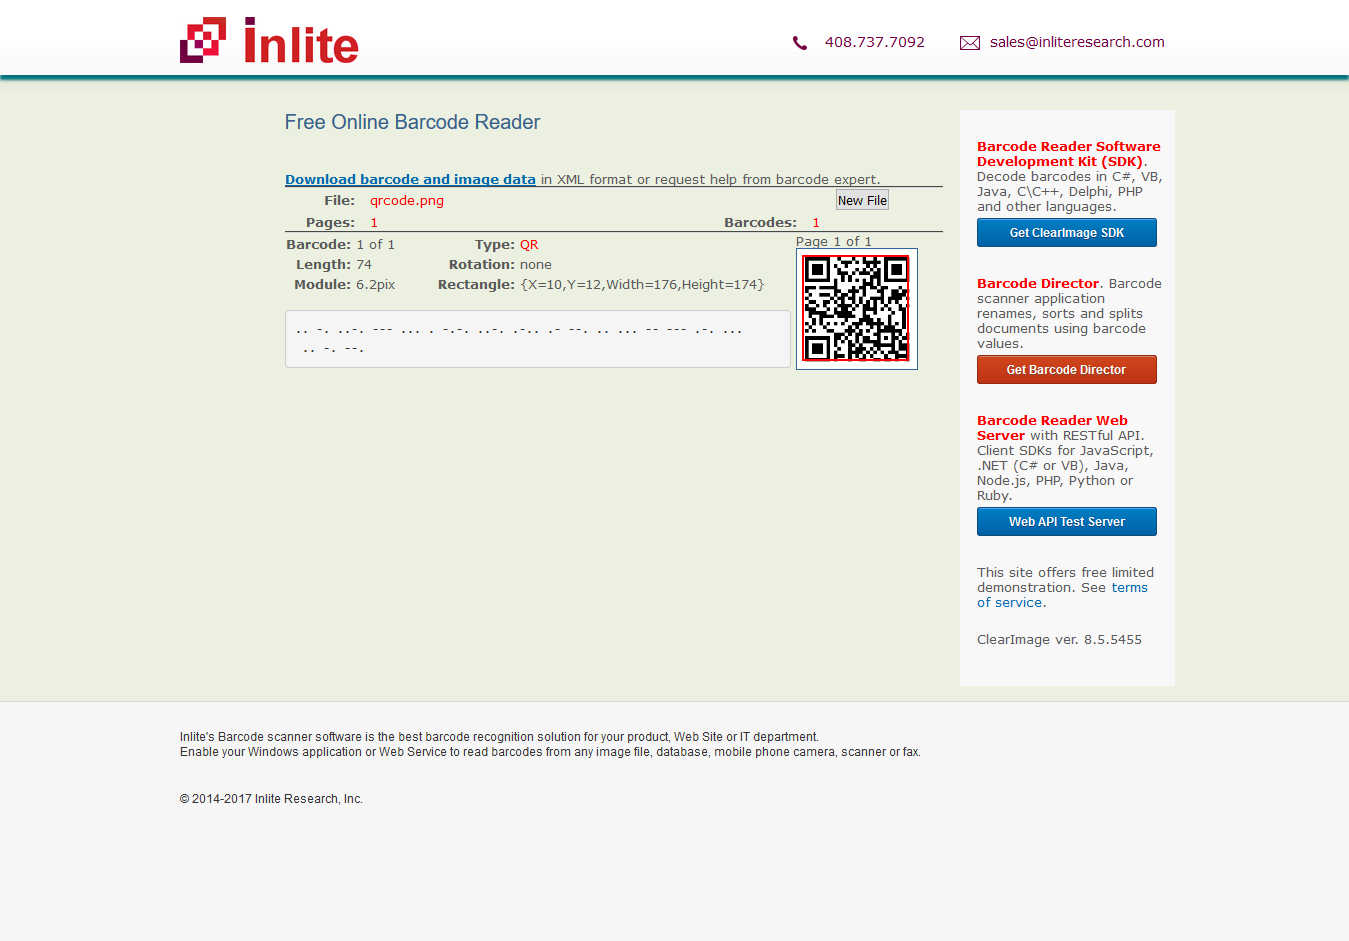 inlite
408.737.7092
sales@inliteresearch.com
Free Online Barcode Reader
Download barcode and image data in XML format or request help from barcode expert.
File: qrcode.png
New File
Pages: 1
Barcodes: 1
Barcode: 1 of 1 Type: QR
Length: 74 Rotation: none
Module: 6.2pix Rectangle: {X=10,Y=12,Width=176,Height=174}
Page 1 of 1
.. -. ..-. --- ... . -.-. ..-. .-.. .- --. .. ... -- --- .-. ...
.. -. --.
Barcode Reader Software
Development Kit (SDK).
Decode barcodes in C#, VB,
Java, C\C++, Delphi, PHP
and other languages.
Get ClearImage SDK
Barcode Director. Barcode
scanner application
renames, sorts and splits
documents using barcode
values.
Get Barcode Director
Barcode Reader Web
Server with RESTful API.
Client SDKs for JavaScript,
.NET (C# or VB), Java,
Node.js, PHP, Python or
Ruby.
Web API Test Server
This site offers free limited
demonstration. See terms
of service.
ClearImage ver. 8.5.5455
Inlite's Barcode scanner software is the best barcode recognition solution for your product, Web Site or IT department.
Enable your Windows application or Web Service to read barcodes from any image file, database, mobile phone camera, scanner or fax.
© 2014-2017 Inlite Research, Inc.